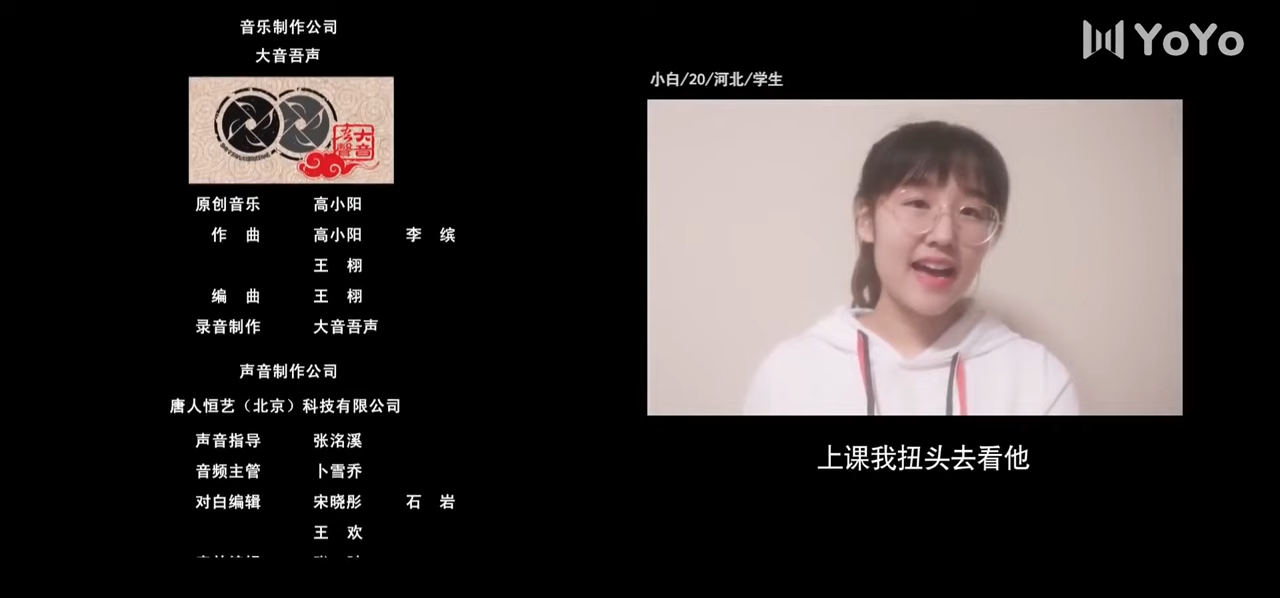 音乐制作公司
大音吾声
大音
聲
原创音乐 高小阳
作 曲 高小阳 李 缤
王 栩
编 曲 王 栩
录音制作 大音吾声
声音制作公司
唐人恒艺（北京）科技有限公司
声音指导 张洺溪
音频主管 卜雪乔
对白编辑 宋晓彤 石 岩
王 欢
YoYo
小白/20/河北/学生
上课我扭头去看他